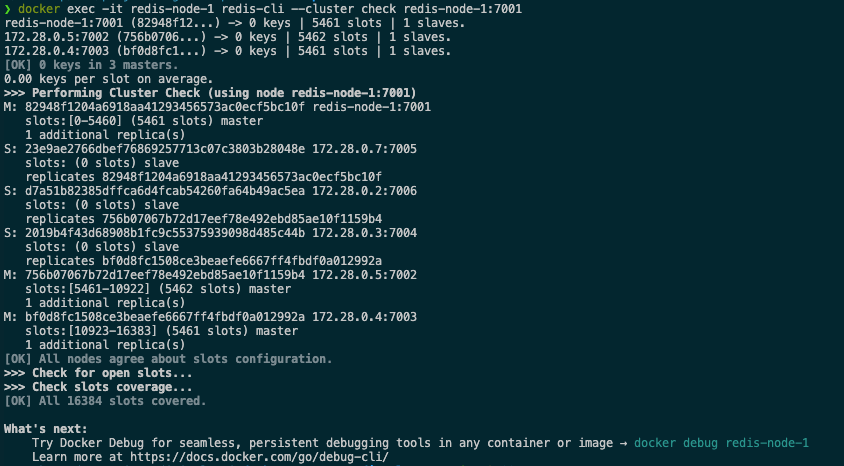 ❯ docker exec -it redis-node-1 redis-cli --cluster check redis-node-1:7001
redis-node-1:7001 (82948f12...) -> 0 keys | 5461 slots | 1 slaves.
172.28.0.5:7002 (756b0706...) -> 0 keys | 5462 slots | 1 slaves.
172.28.0.4:7003 (bf0d8fc1...) -> 0 keys | 5461 slots | 1 slaves.
[OK] 0 keys in 3 masters.
0.00 keys per slot on average.
>>> Performing Cluster Check (using node redis-node-1:7001)
M: 82948f1204a6918aa41293456573ac0ecf5bc10f redis-node-1:7001
   slots:[0-5460] (5461 slots) master
   1 additional replica(s)
S: 23e9ae2766dbef76869257713c07c3803b28048e 172.28.0.7:7005
   slots: (0 slots) slave
   replicates 82948f1204a6918aa41293456573ac0ecf5bc10f
S: d7a51b82385dffca6d4fcab54260fa64b49ac5ea 172.28.0.2:7006
   slots: (0 slots) slave
   replicates 756b07067b72d17eef78e492ebd85ae10f1159b4
S: 2019b4f43d68908b1fc9c55375939098d485c44b 172.28.0.3:7004
   slots: (0 slots) slave
   replicates bf0d8fc1508ce3beaefe6667ff4fbdf0a012992a
M: 756b07067b72d17eef78e492ebd85ae10f1159b4 172.28.0.5:7002
   slots:[5461-10922] (5462 slots) master
   1 additional replica(s)
M: bf0d8fc1508ce3beaefe6667ff4fbdf0a012992a 172.28.0.4:7003
   slots:[10923-16383] (5461 slots) master
   1 additional replica(s)
[OK] All nodes agree about slots configuration.
>>> Check for open slots...
>>> Check slots coverage...
[OK] All 16384 slots covered.
What's next:
    Try Docker Debug for seamless, persistent debugging tools in any container or image → docker debug redis-node-1
    Learn more at https://docs.docker.com/go/debug-cli/